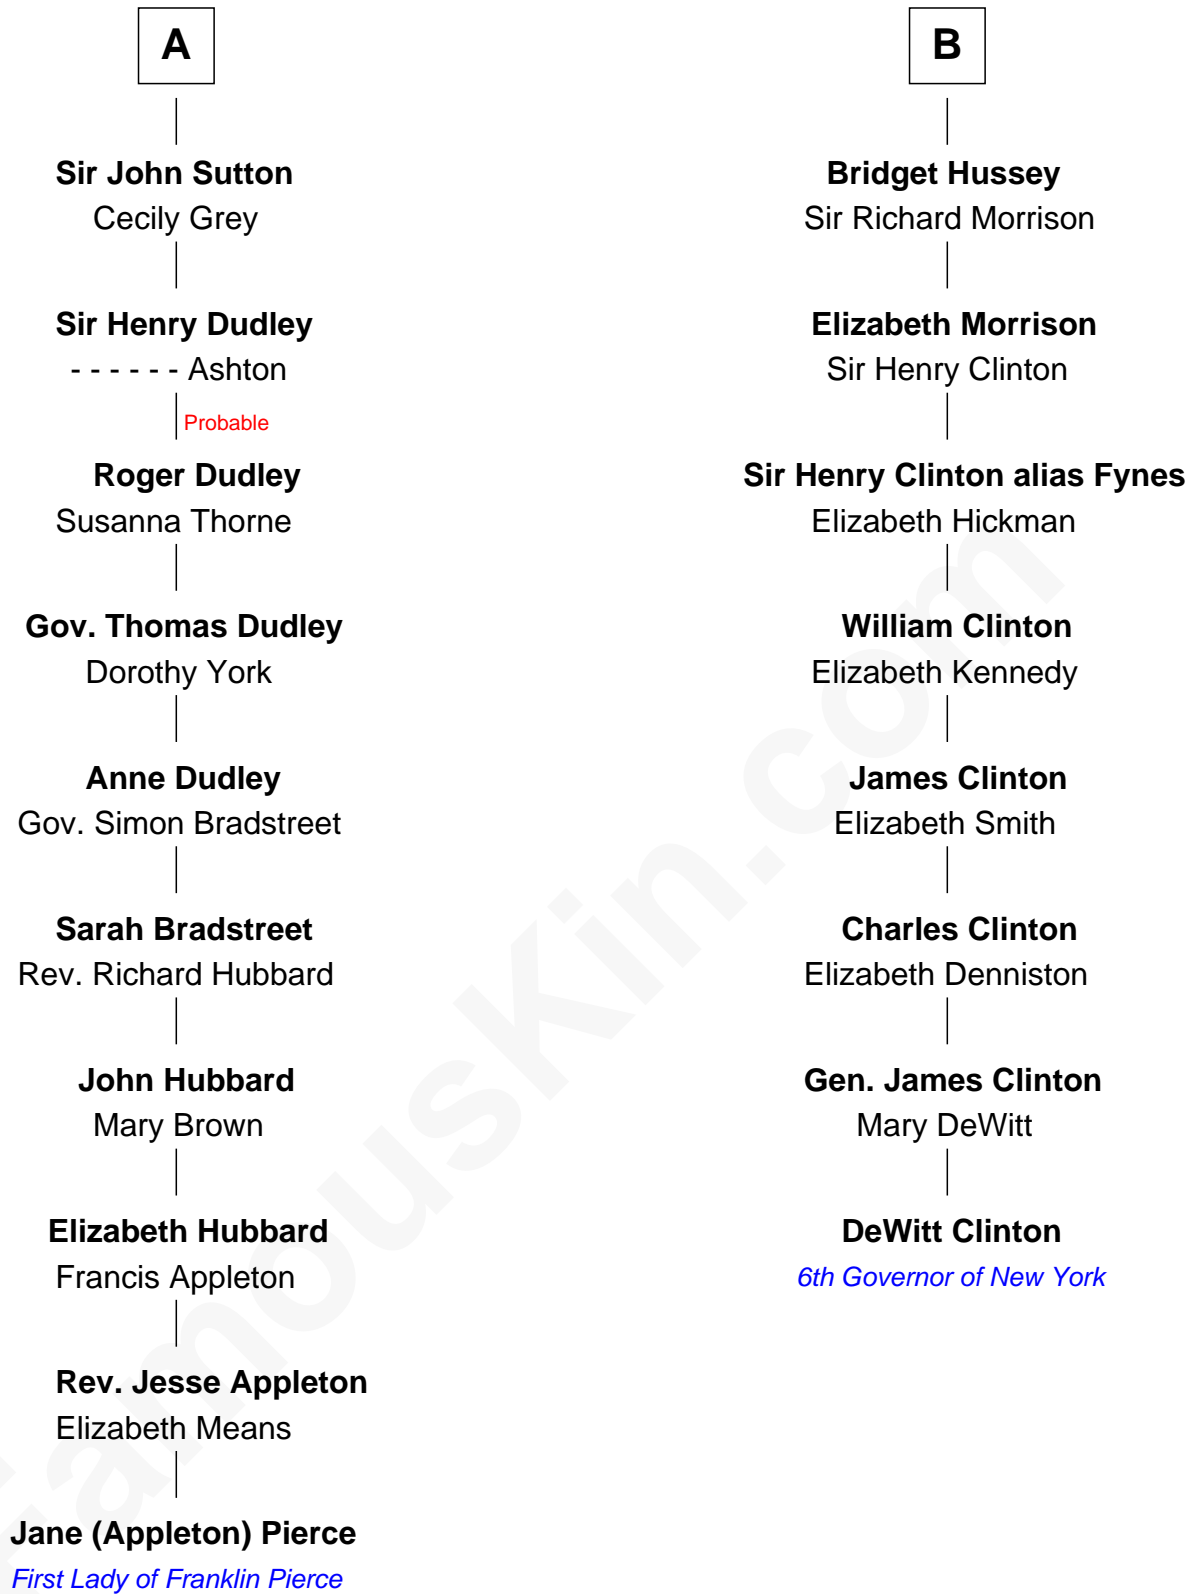 A
Sir John Sutton
Cecily Grey
Sir Henry Dudley
- - - - - - Ashton
Probable
Roger Dudley
Susanna Thorne
Gov. Thomas Dudley
Dorothy York
Anne Dudley
Gov. Simon Bradstreet
Sarah Bradstreet
Rev. Richard Hubbard
John Hubbard
Mary Brown
Elizabeth Hubbard
Francis Appleton
Rev. Jesse Appleton
Elizabeth Means
Jane (Appleton) Pierce
First Lady of Franklin Pierce
B
Bridget Hussey
Sir Richard Morrison
Elizabeth Morrison
Sir Henry Clinton
Sir Henry Clinton alias Fynes
Elizabeth Hickman
William Clinton
Elizabeth Kennedy
James Clinton
Elizabeth Smith
Charles Clinton
Elizabeth Denniston
Gen. James Clinton
Mary DeWitt
DeWitt Clinton
6th Governor of New York
FamousKin.com